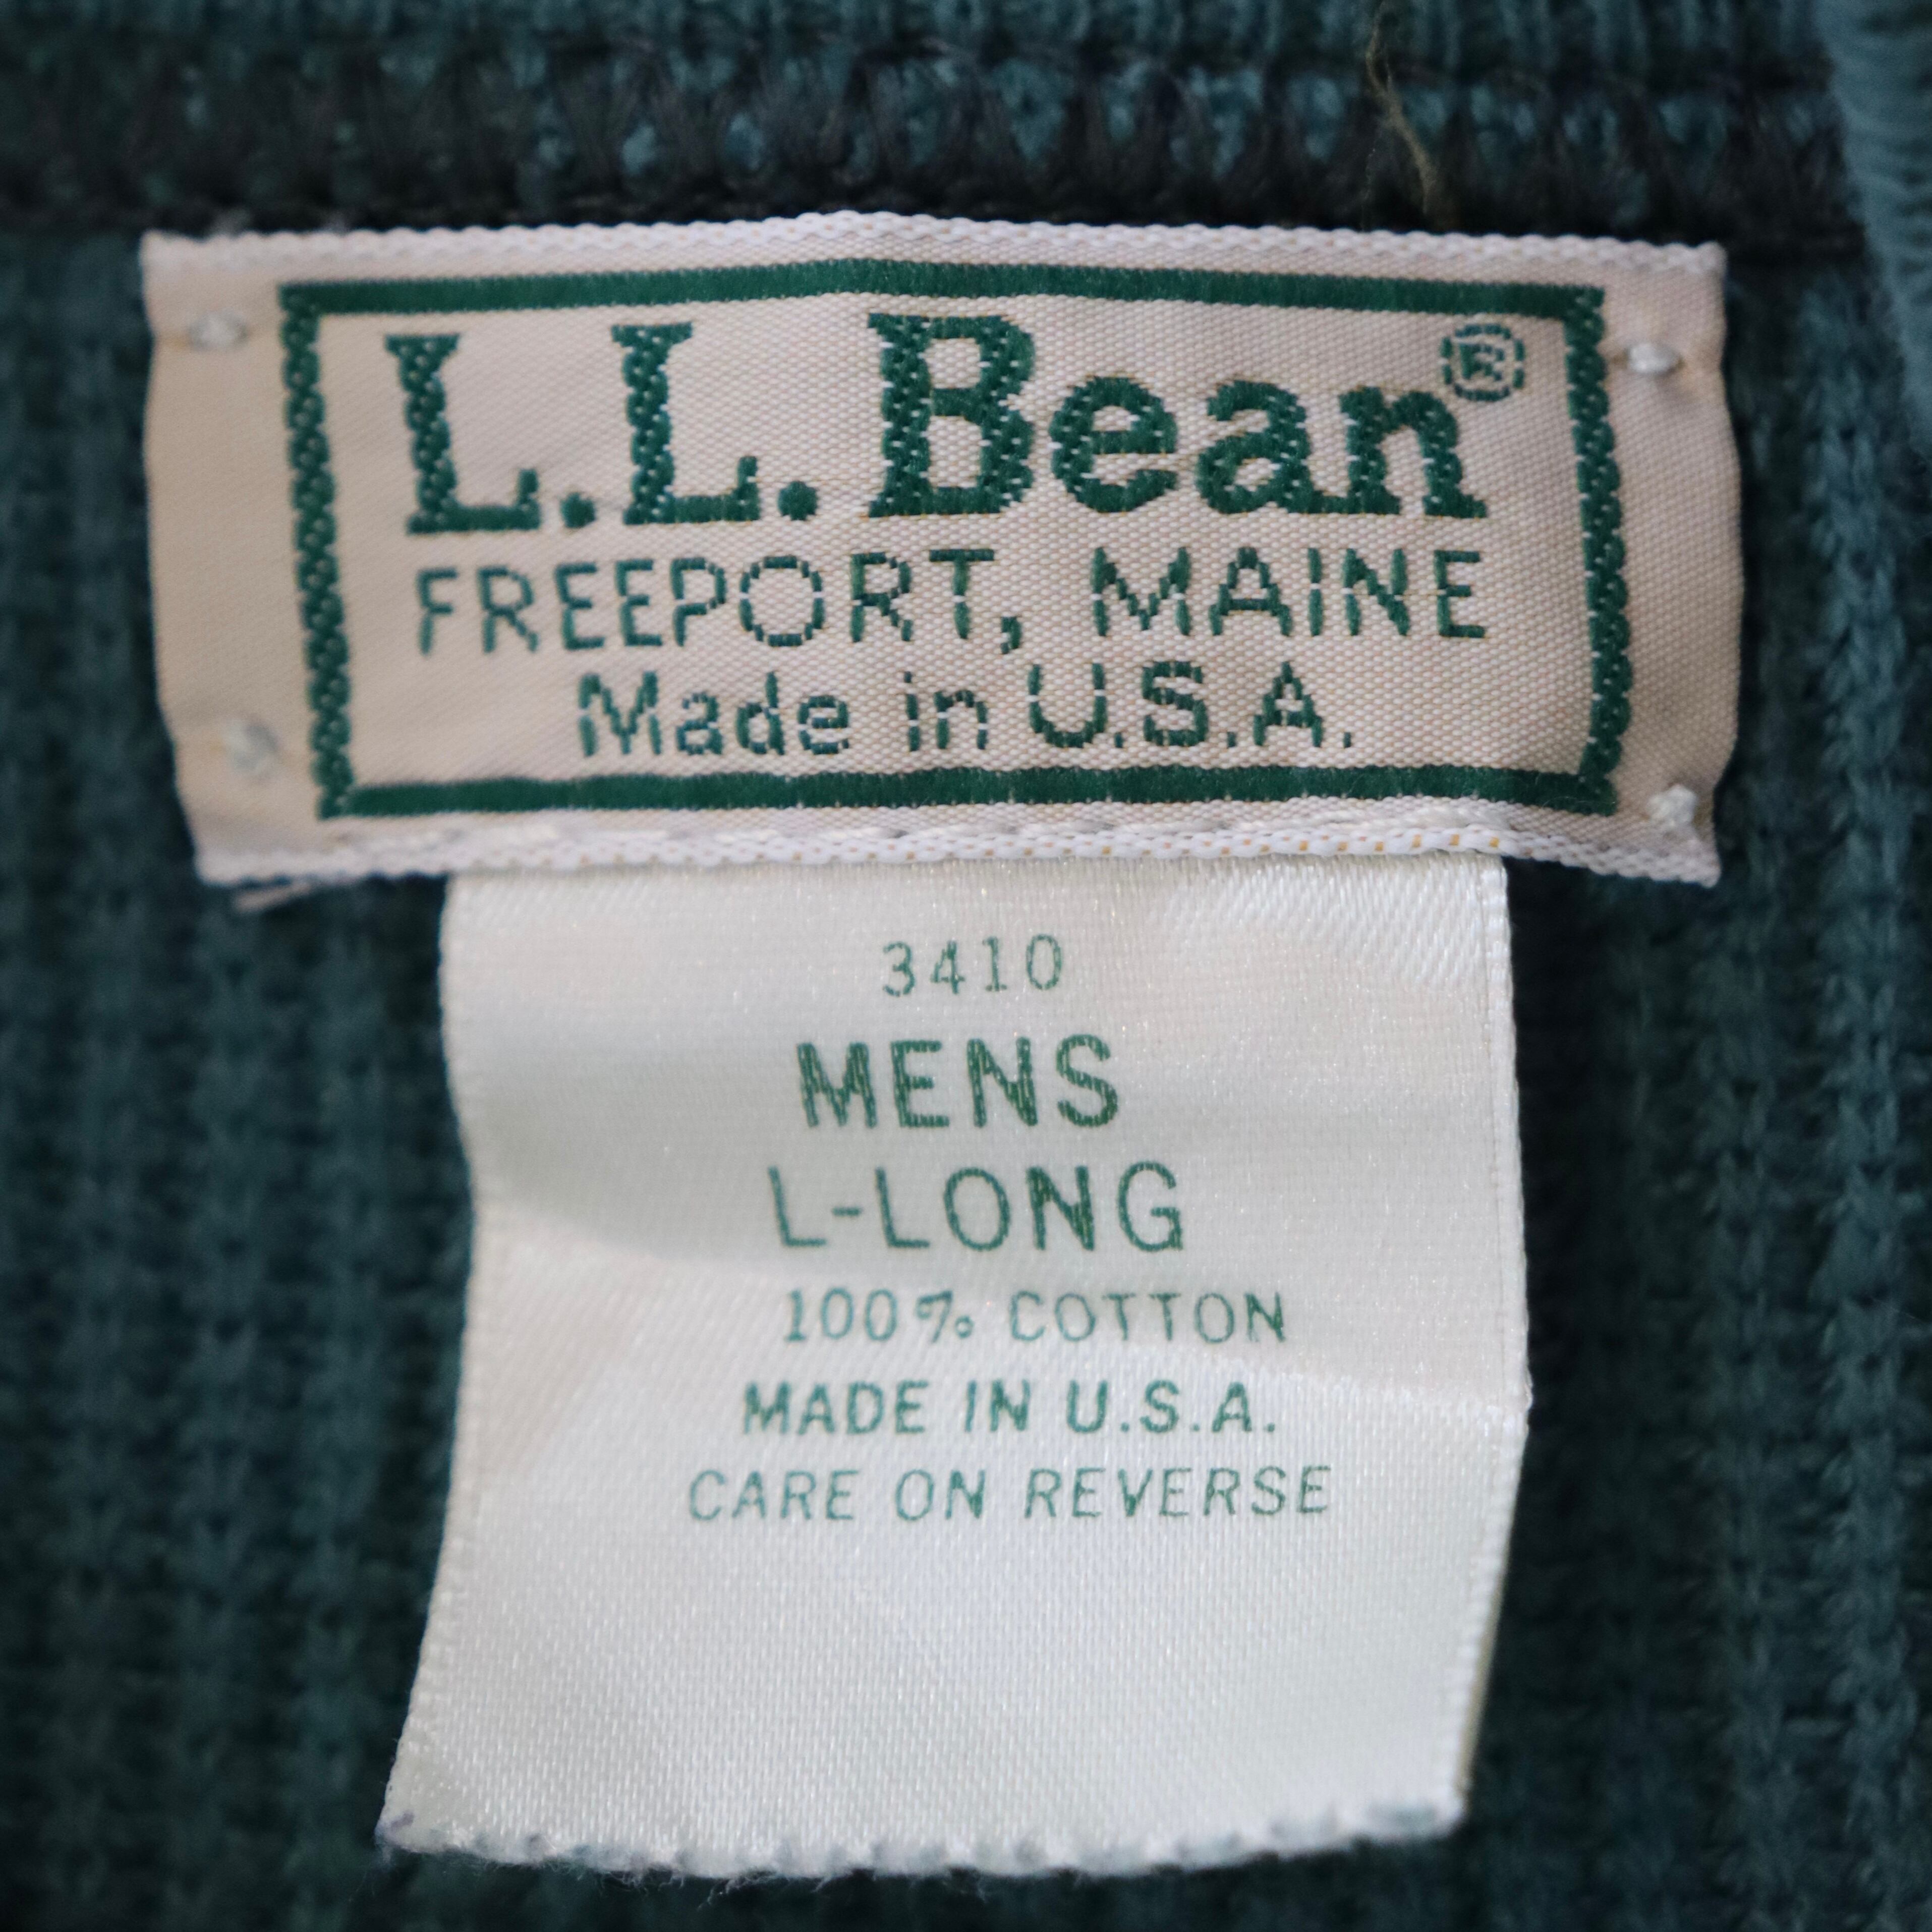 L.L.Bean®
FREEPORT, MAINE
Made in U.S.A.
3410
MENS
L-LONG
100% COTTON
MADE IN U.S.A.
CARE ON REVERSE